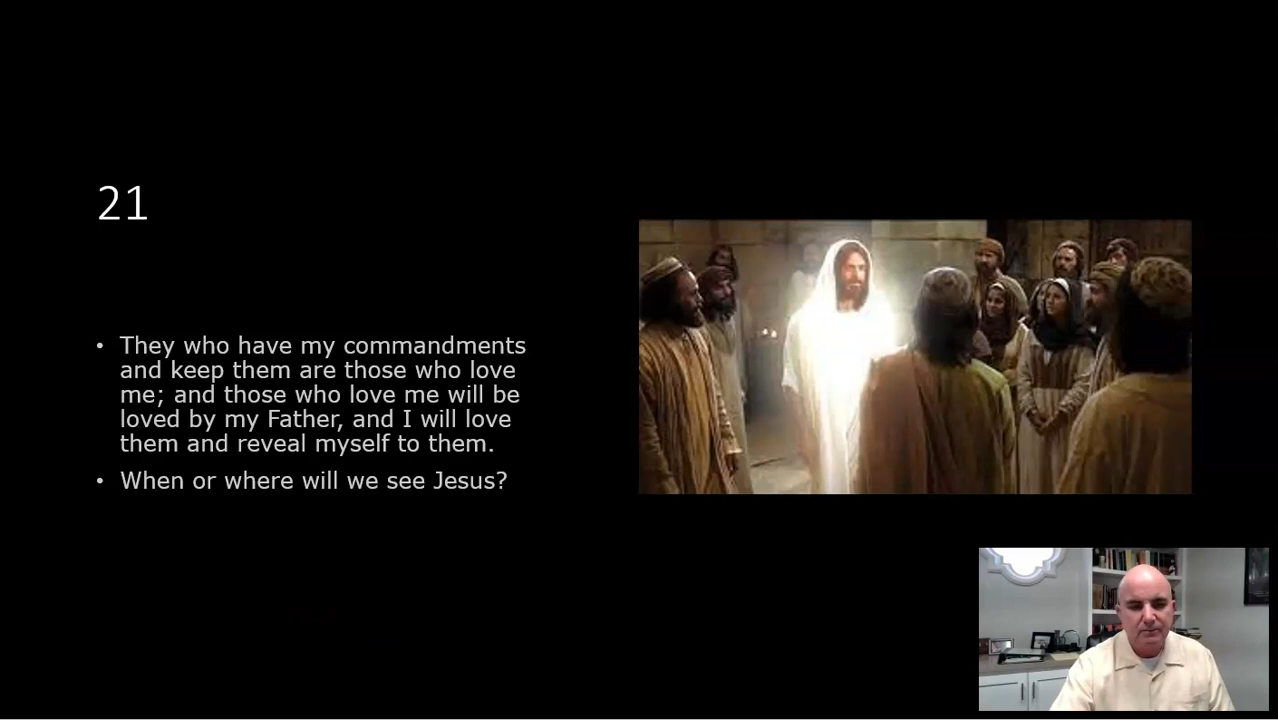 21
• They who have my commandments
and keep them are those who love
me; and those who love me will be
loved by my Father, and I will love
them and reveal myself to them.
• When or where will we see Jesus?